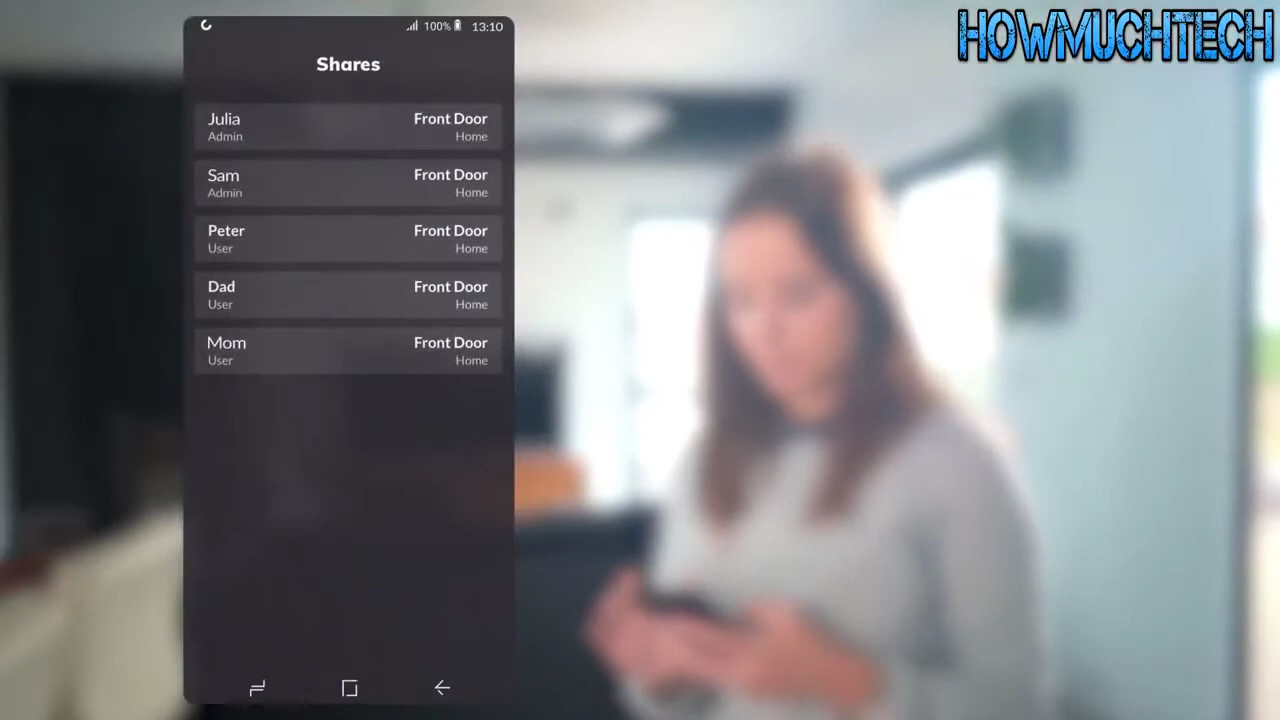 HOWMUCHTECH
100% 13:10
Shares
Julia Front Door
Admin Home
Sam Front Door
Admin Home
Peter Front Door
User Home
Dad Front Door
User Home
Mom Front Door
User Home